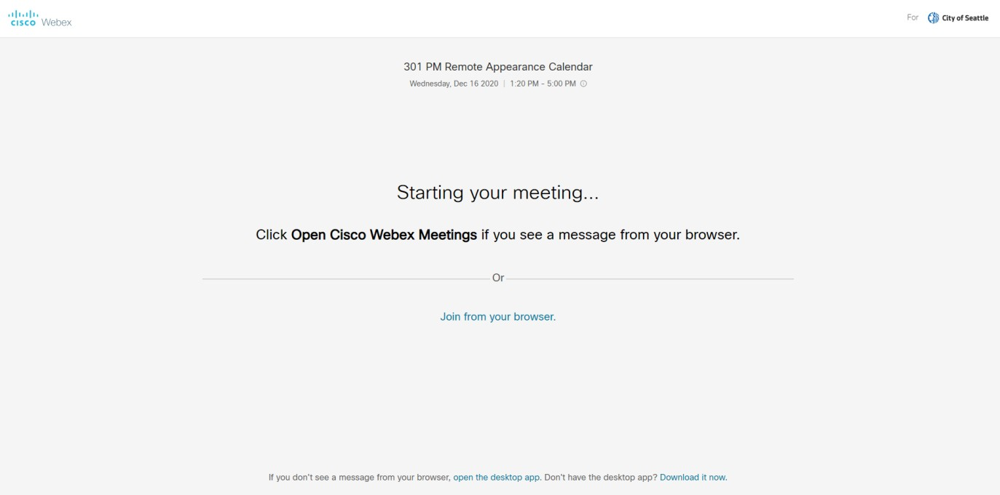 CISCO Webex
For City of Seattle
301 PM Remote Appearance Calendar
Wednesday, Dec 16 2020 | 1:20 PM - 5:00 PM
Starting your meeting...
Click Open Cisco Webex Meetings if you see a message from your browser.
Or
Join from your browser.
If you don't see a message from your browser, open the desktop app. Don't have the desktop app? Download it now.